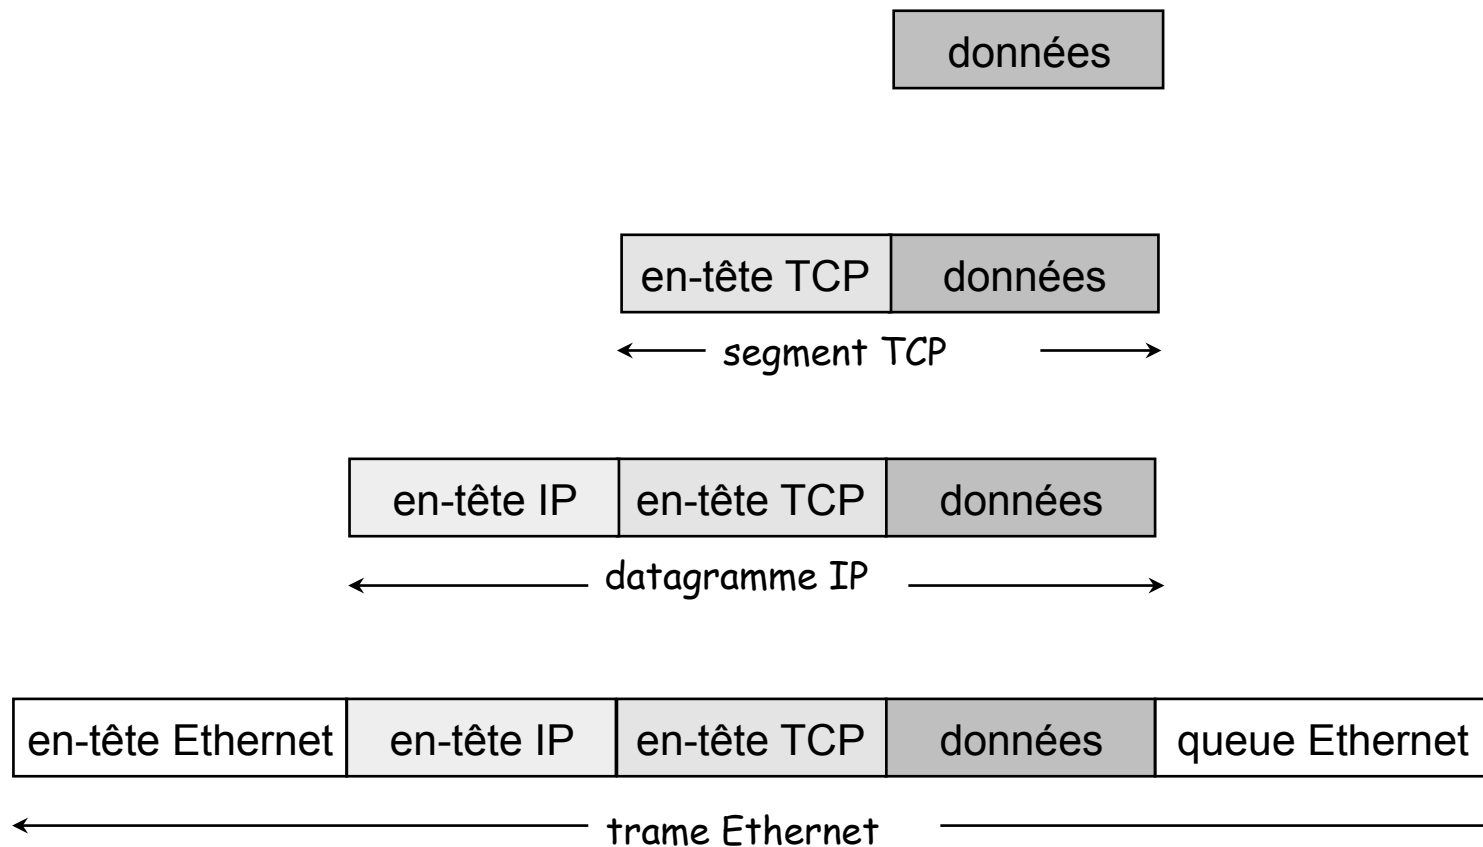 données
en-tête TCP données
segment TCP
en-tête IP en-tête TCP données
datagramme IP
en-tête Ethernet en-tête IP en-tête TCP données queue Ethernet
trame Ethernet